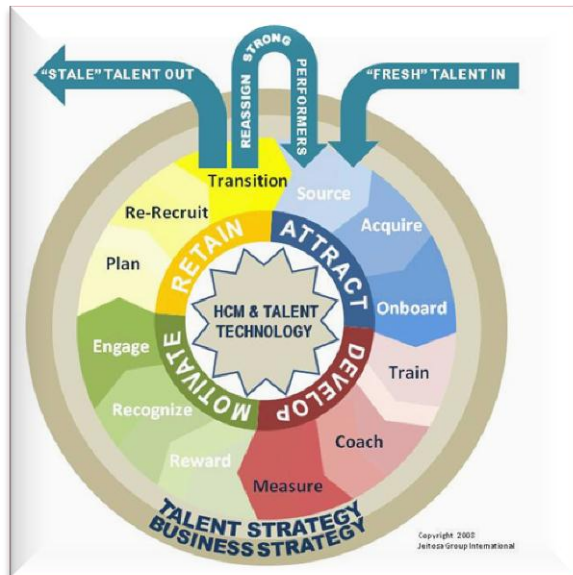 "STALE" TALENT OUT
REASSIGN STRONG PERFORMERS
"FRESH" TALENT IN
Transition
Source
Acquire
Onboard
Train
Coach
Measure
Reward
Recognize
Engage
Plan
Re-Recruit
RETAIN
ATTRACT
DEVELOP
MOTIVATE
HCM & TALENT
TECHNOLOGY
TALENT STRATEGY
BUSINESS STRATEGY
Copyright 2008
Jeitosa Group International